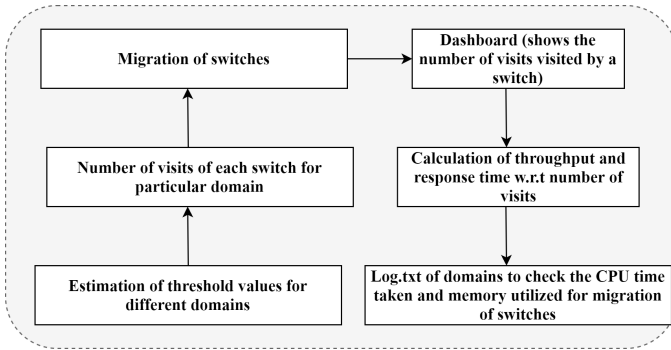 Migration of switches
Dashboard (shows the
number of visits visited by a
switch)
Number of visits of each switch for
particular domain
Calculation of throughput and
response time w.r.t number of
visits
Estimation of threshold values for
different domains
Log.txt of domains to check the CPU time
taken and memory utilized for migration
of switches